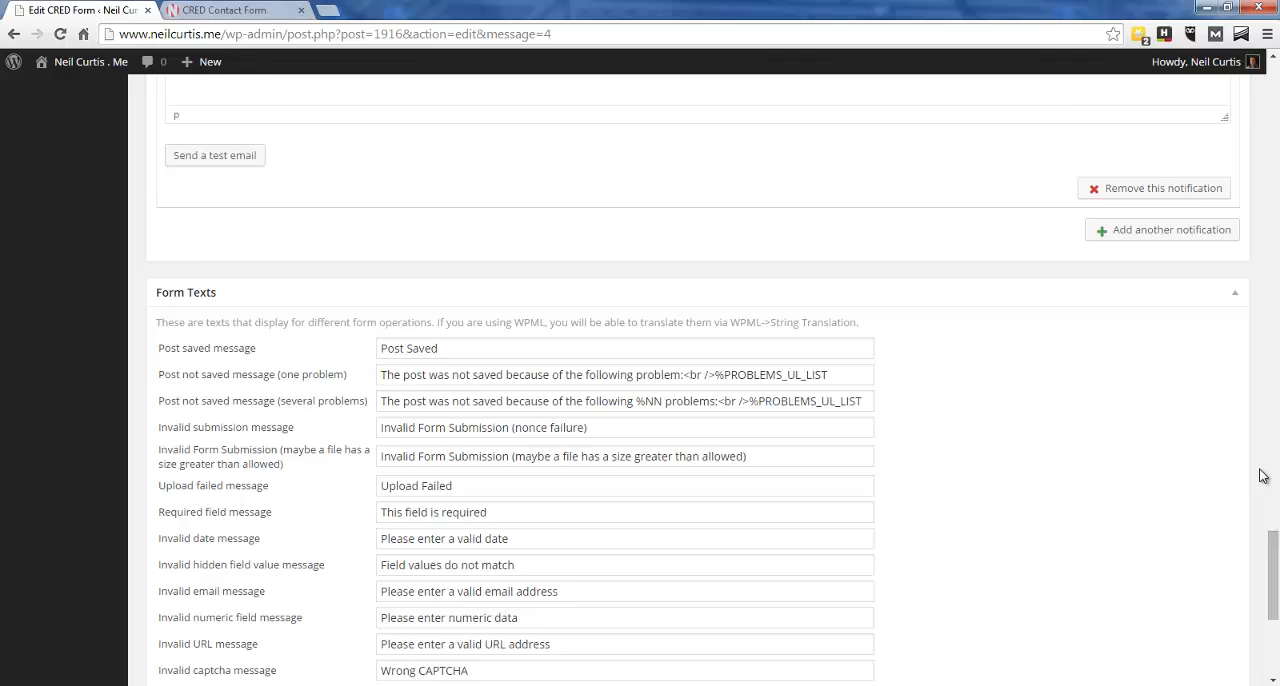 Edit CRED Form ‹ Neil Cur
CRED Contact Form
www.neilcurtis.me/wp-admin/post.php?post=1916&action=edit&message=4
2
H
M
Neil Curtis . Me
0
New
Howdy, Neil Curtis
p
Send a test email
Remove this notification
Add another notification
Form Texts
These are texts that display for different form operations. If you are using WPML, you will be able to translate them via WPML->String Translation.
Post saved message
Post Saved
Post not saved message (one problem)
The post was not saved because of the following problem:<br />%PROBLEMS_UL_LIST
Post not saved message (several problems)
The post was not saved because of the following %NN problems:<br />%PROBLEMS_UL_LIST
Invalid submission message
Invalid Form Submission (nonce failure)
Invalid Form Submission (maybe a file has a
size greater than allowed)
Invalid Form Submission (maybe a file has a size greater than allowed)
Upload failed message
Upload Failed
Required field message
This field is required
Invalid date message
Please enter a valid date
Invalid hidden field value message
Field values do not match
Invalid email message
Please enter a valid email address
Invalid numeric field message
Please enter numeric data
Invalid URL message
Please enter a valid URL address
Invalid captcha message
Wrong CAPTCHA